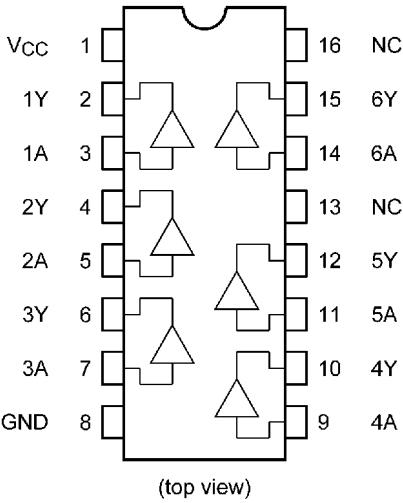 VCC 1 16 NC
1Y 2 15 6Y
1A 3 14 6A
2Y 4 13 NC
2A 5 12 5Y
3Y 6 11 5A
3A 7 10 4Y
GND 8 9 4A
(top view)